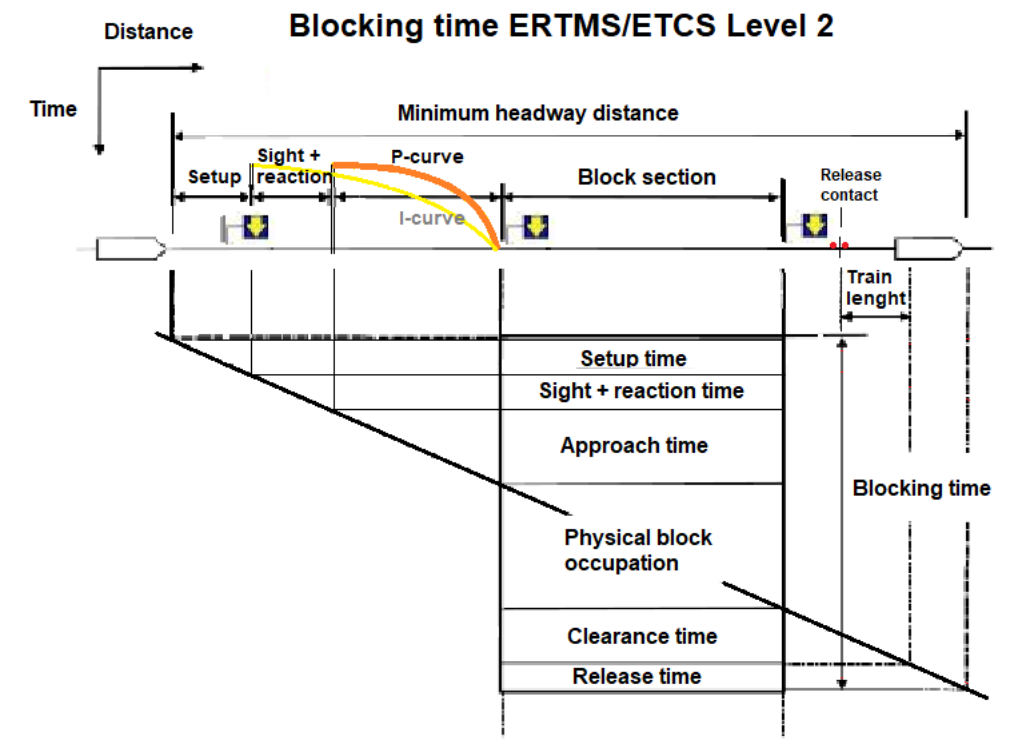 Blocking time ERTMS/ETCS Level 2
Distance
Time
Minimum headway distance
Setup
Sight +
reaction
P-curve
I-curve
Block section
Release
contact
Train
lenght
Setup time
Sight + reaction time
Approach time
Blocking time
Physical block
occupation
Clearance time
Release time